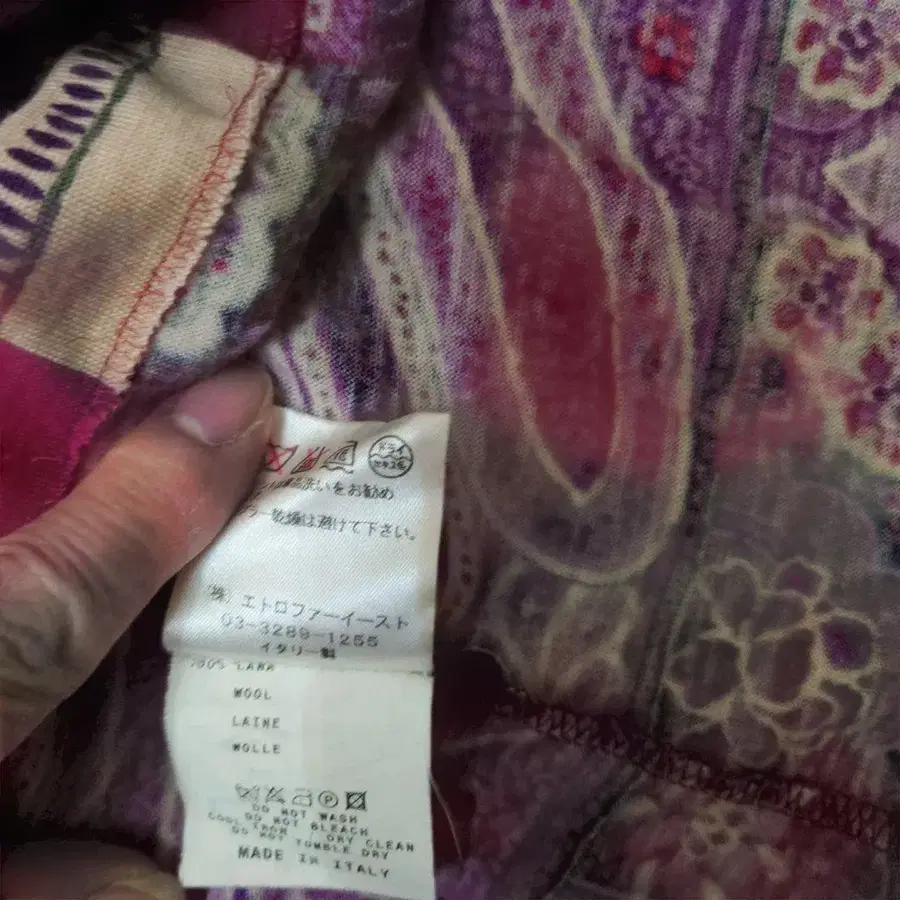 ドライ
セキユ系
洗いをお勧め
乾燥は避けて下さい。
(株) エトロファーイースト
03-3289-1255
イタリー製
100% LANA
WOOL
LAINE
WOLLE
P
DO NOT WASH
DO NOT BLEACH
COOL IRON / DRY CLEAN
DO NOT TUMBLE DRY
MADE IN ITALY